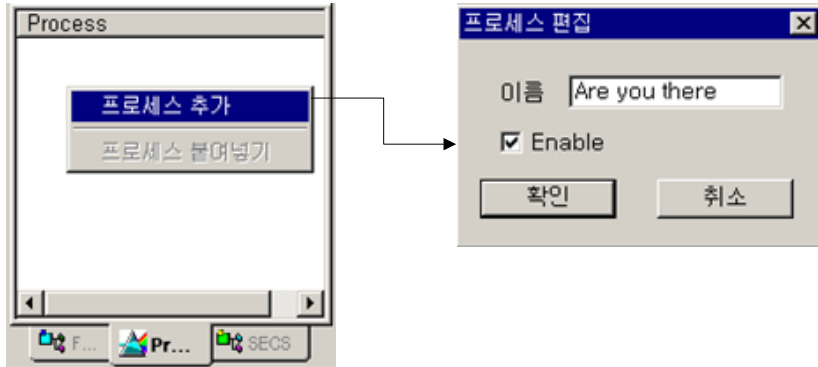 Process
프로세스 추가
프로세스 붙여넣기
F...
Pr...
SECS
프로세스 편집
이름
Are you there
Enable
확인
취소